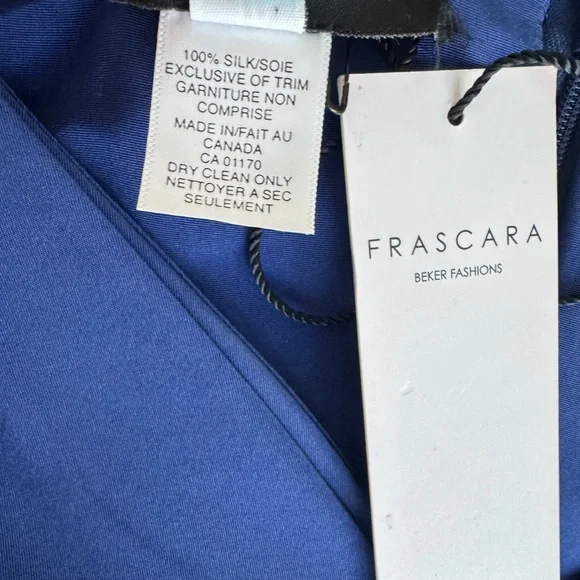 100% SILK/SOIE
EXCLUSIVE OF TRIM
GARNITURE NON
COMPRISE
MADE IN/FAIT AU
CANADA
CA 01170
DRY CLEAN ONLY
NETTOYER A SEC
SEULEMENT
FRASCARA
BEKER FASHIONS